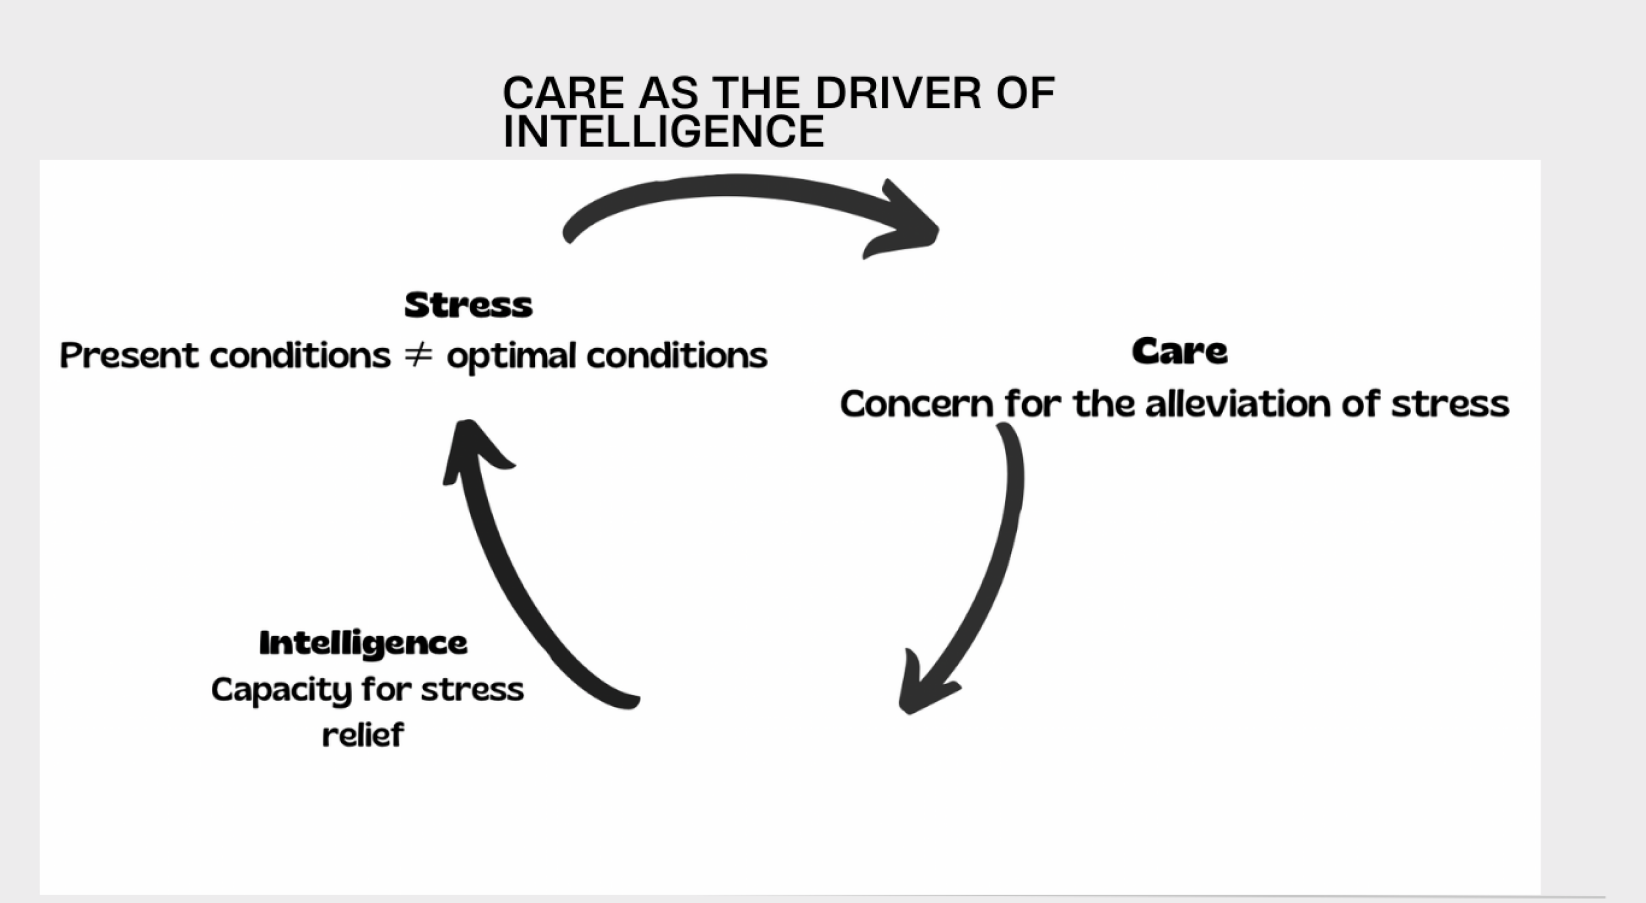 CARE AS THE DRIVER OF
INTELLIGENCE
Stress
Present conditions ≠ optimal conditions
Care
Concern for the alleviation of stress
Intelligence
Capacity for stress
relief